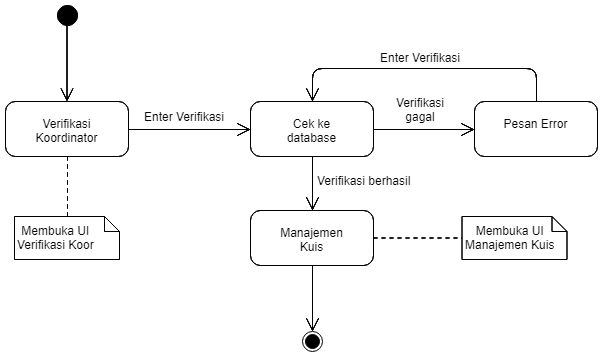 Enter Verifikasi
Verifikasi
Koordinator
Enter Verifikasi
Cek ke
database
Verifikasi
gagal
Pesan Error
Verifikasi berhasil
Membuka UI
Verifikasi Koor
Manajemen
Kuis
Membuka UI
Manajemen Kuis